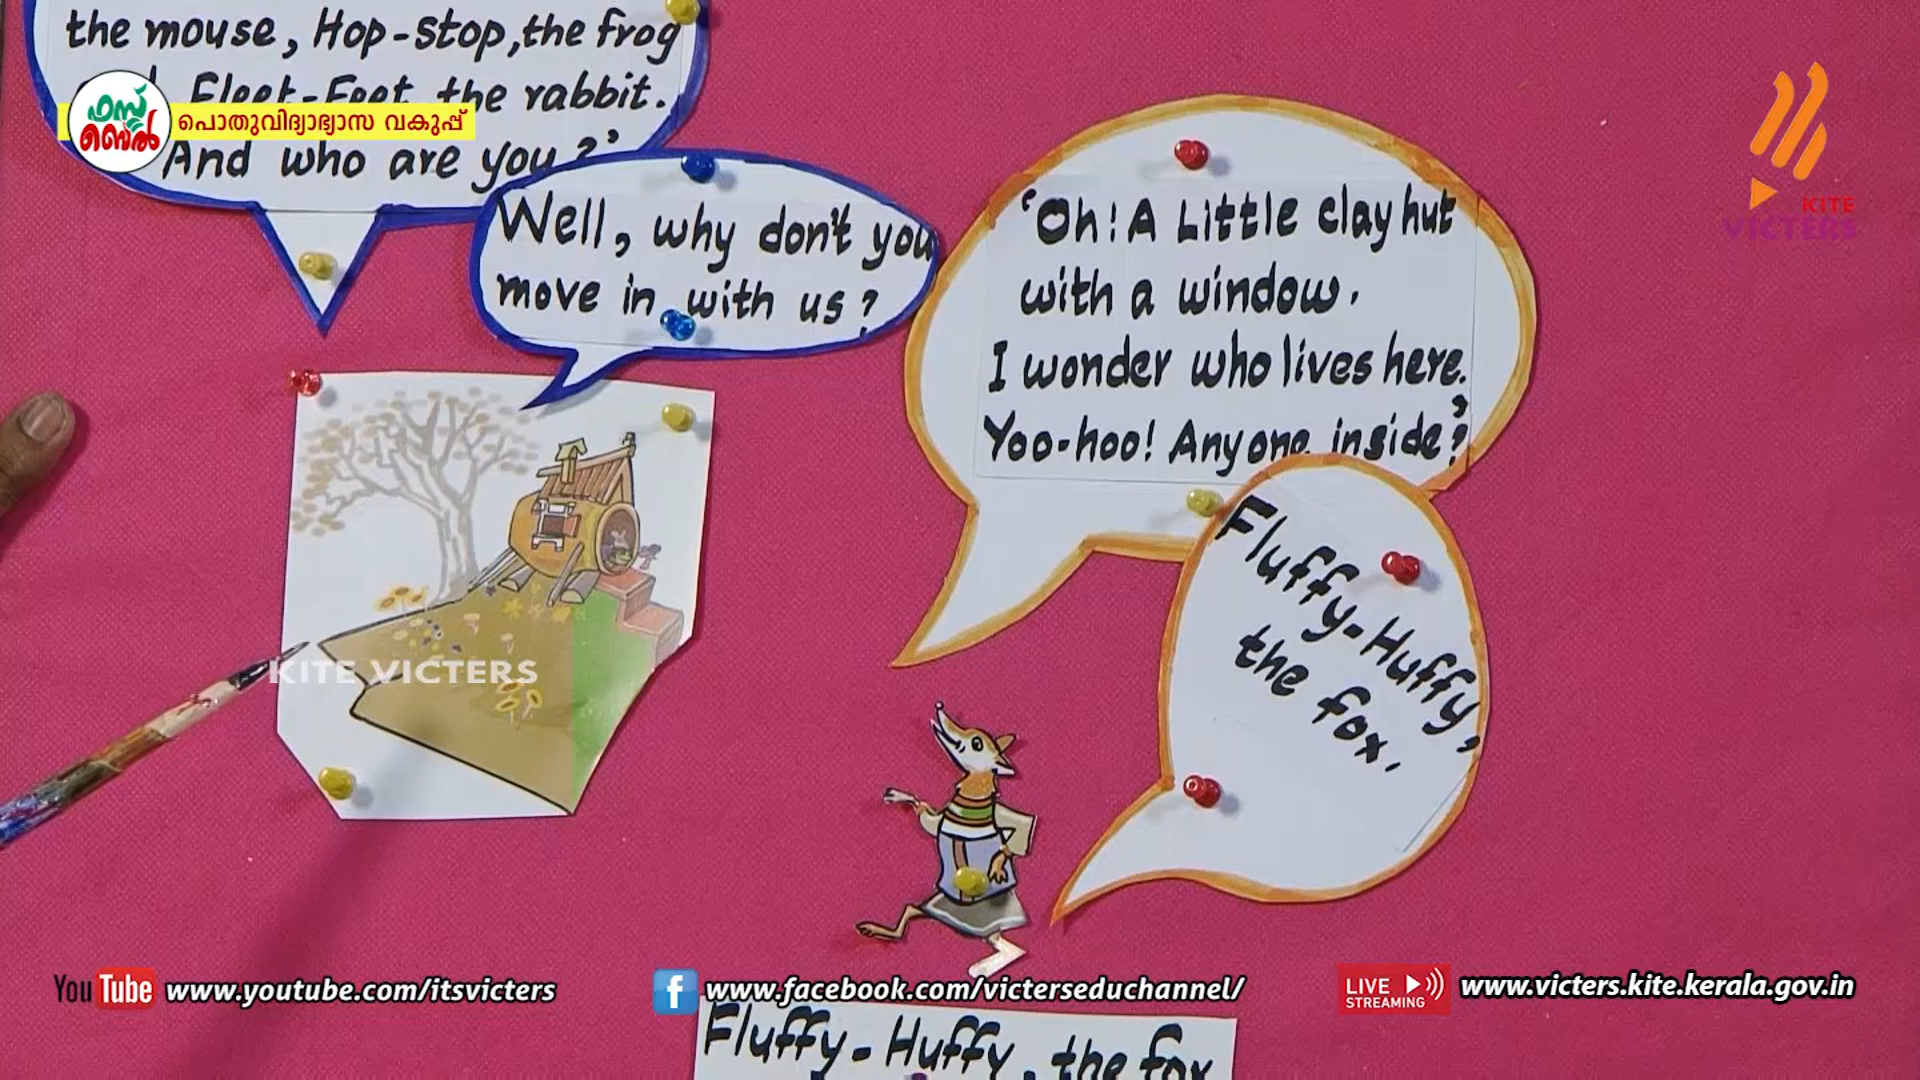 the mouse, Hop-stop, the frog
Fleet-Feet the rabbit.
And who are you?'
ഫസ്റ്റ്
ബെൽ
പൊതുവിദ്യാഭ്യാസ വകുപ്പ്
Well, why don't you
move in with us?
'Oh! A Little clay hut
with a window.
I wonder who lives here.
Yoo-hoo! Anyone inside?'
Fluffy-Huffy,
the fox.
KITE
VICTERS
KITE VICTERS
YouTube www.youtube.com/itsvicters
f www.facebook.com/victerseduchannel/
LIVE
STREAMING
www.victers.kite.kerala.gov.in
Fluffy-Huffy, the fox